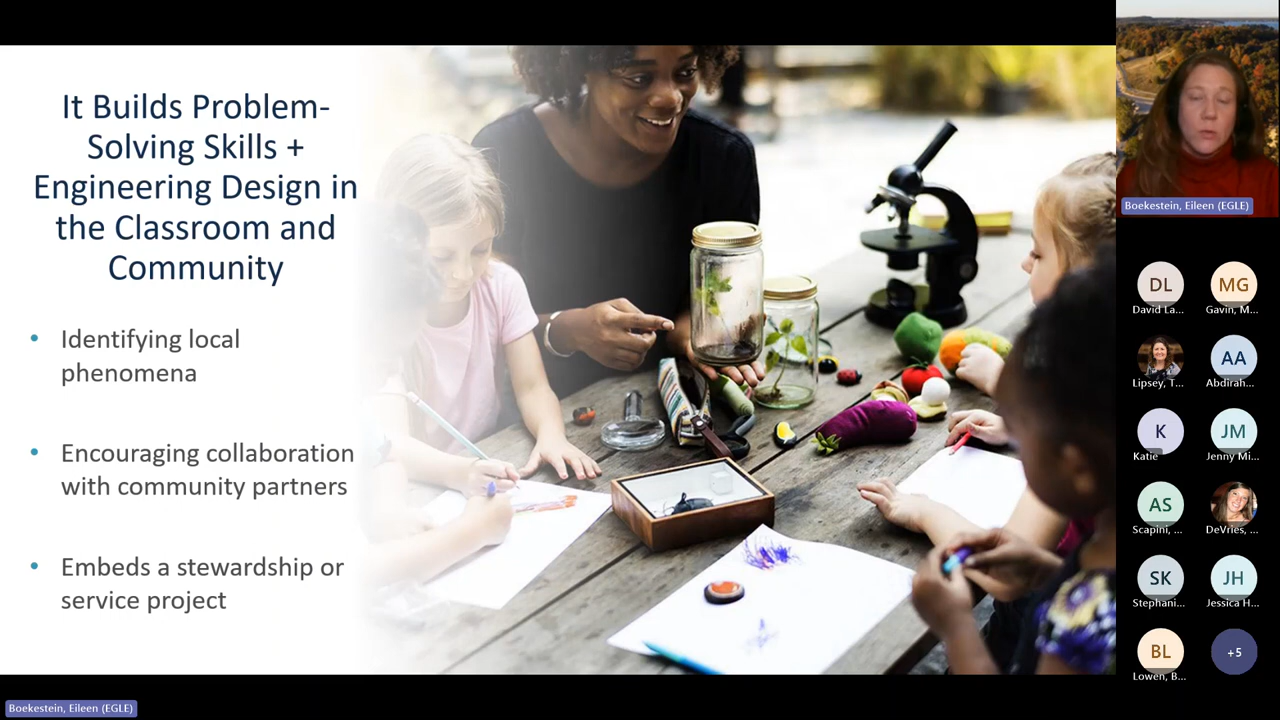 It Builds Problem-
Solving Skills +
Engineering Design in
the Classroom and
Community
• Identifying local
phenomena
• Encouraging collaboration
with community partners
• Embeds a stewardship or
service project
Boekestein, Eileen (EGLE)
DL
David La...
MG
Gavin, M...
Lipsey, T...
AA
Abdirah...
K
Katie
JM
Jenny Mi...
AS
Scapini, ...
DeVries, ...
SK
Stephani...
JH
Jessica H...
BL
Lowen, B...
+5
Boekestein, Eileen (EGLE)